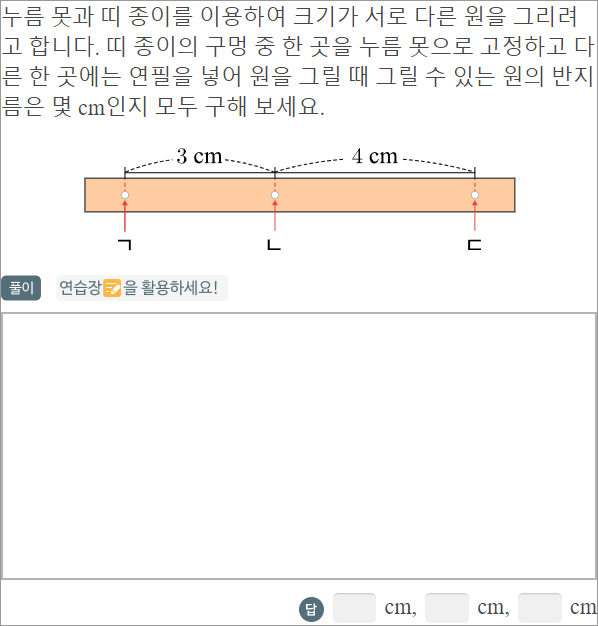 누름 못과 띠 종이를 이용하여 크기가 서로 다른 원을 그리려
고 합니다. 띠 종이의 구멍 중 한 곳을 누름 못으로 고정하고 다
른 한 곳에는 연필을 넣어 원을 그릴 때 그릴 수 있는 원의 반지
름은 몇 cm인지 모두 구해 보세요.
3 cm 4 cm
ㄱ ㄴ ㄷ
풀이 연습장을 활용하세요!
답 cm, cm, cm